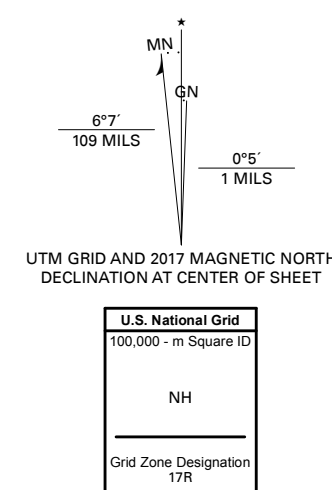 ★
MN
GN
6°7´
109 MILS
0°5´
1 MILS
UTM GRID AND 2017 MAGNETIC NORTH
DECLINATION AT CENTER OF SHEET
U.S. National Grid
100,000 - m Square ID
NH
Grid Zone Designation
17R